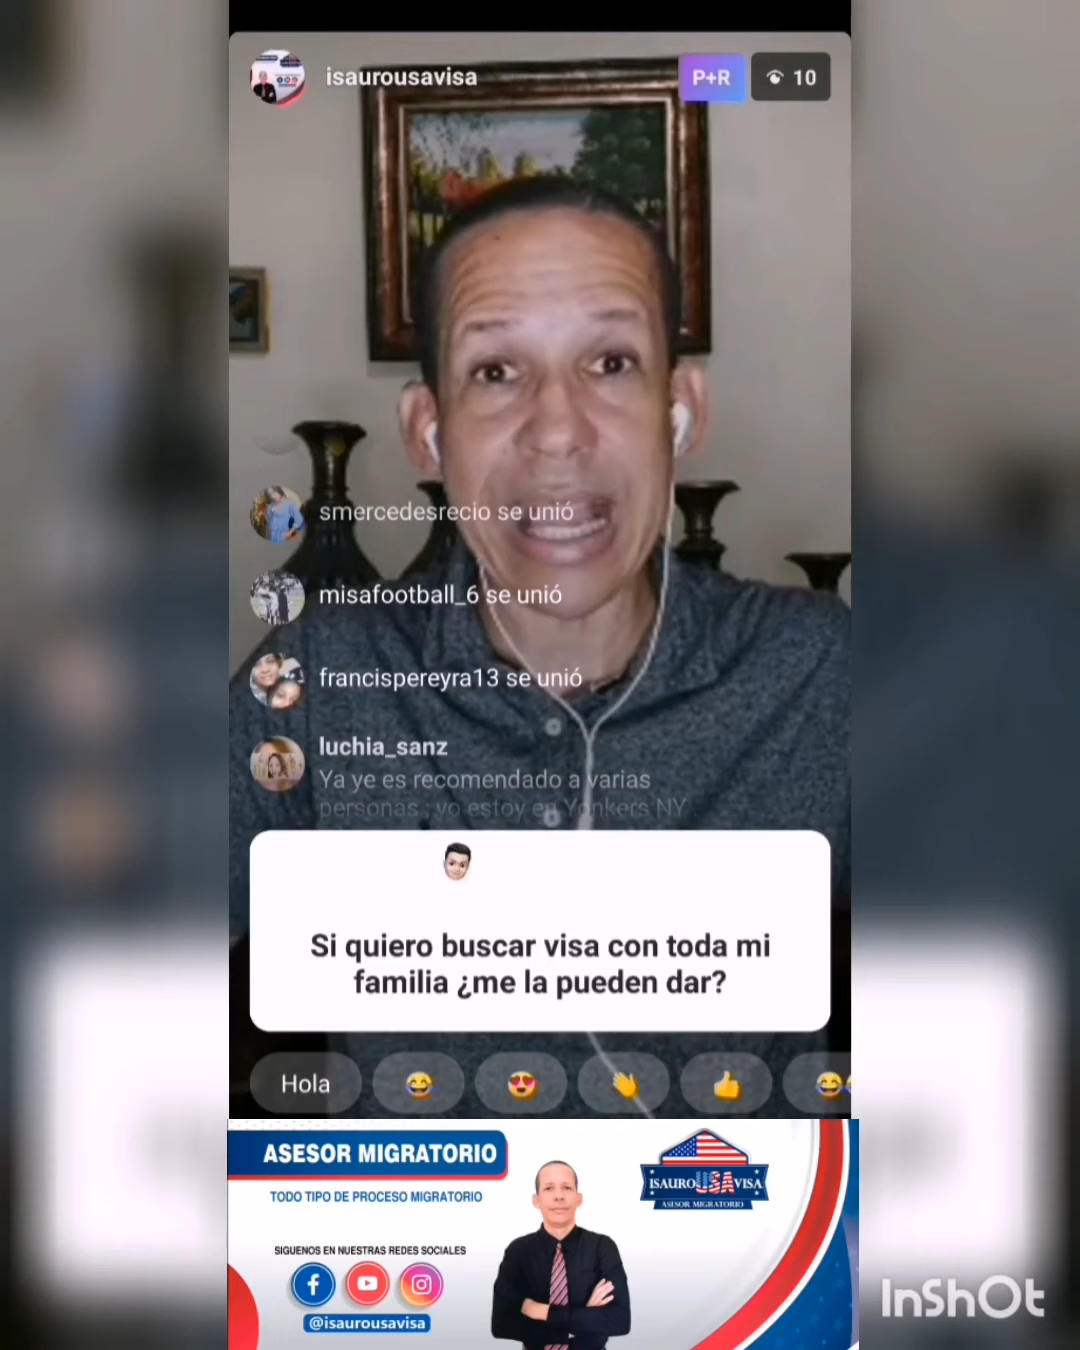 isaurousavisa
P+R
10
smercedesrecio se unió
misafootball_6 se unió
francispereyra13 se unió
luchia_sanz
Ya ye es recomendado a varias
personas ; yo estoy en Yonkers NY
Si quiero buscar visa con toda mi
familia ¿me la pueden dar?
Hola
ASESOR MIGRATORIO
TODO TIPO DE PROCESO MIGRATORIO
SIGUENOS EN NUESTRAS REDES SOCIALES
@isaurousavisa
ISAURO USA VISA
ASESOR MIGRATORIO
InShOt